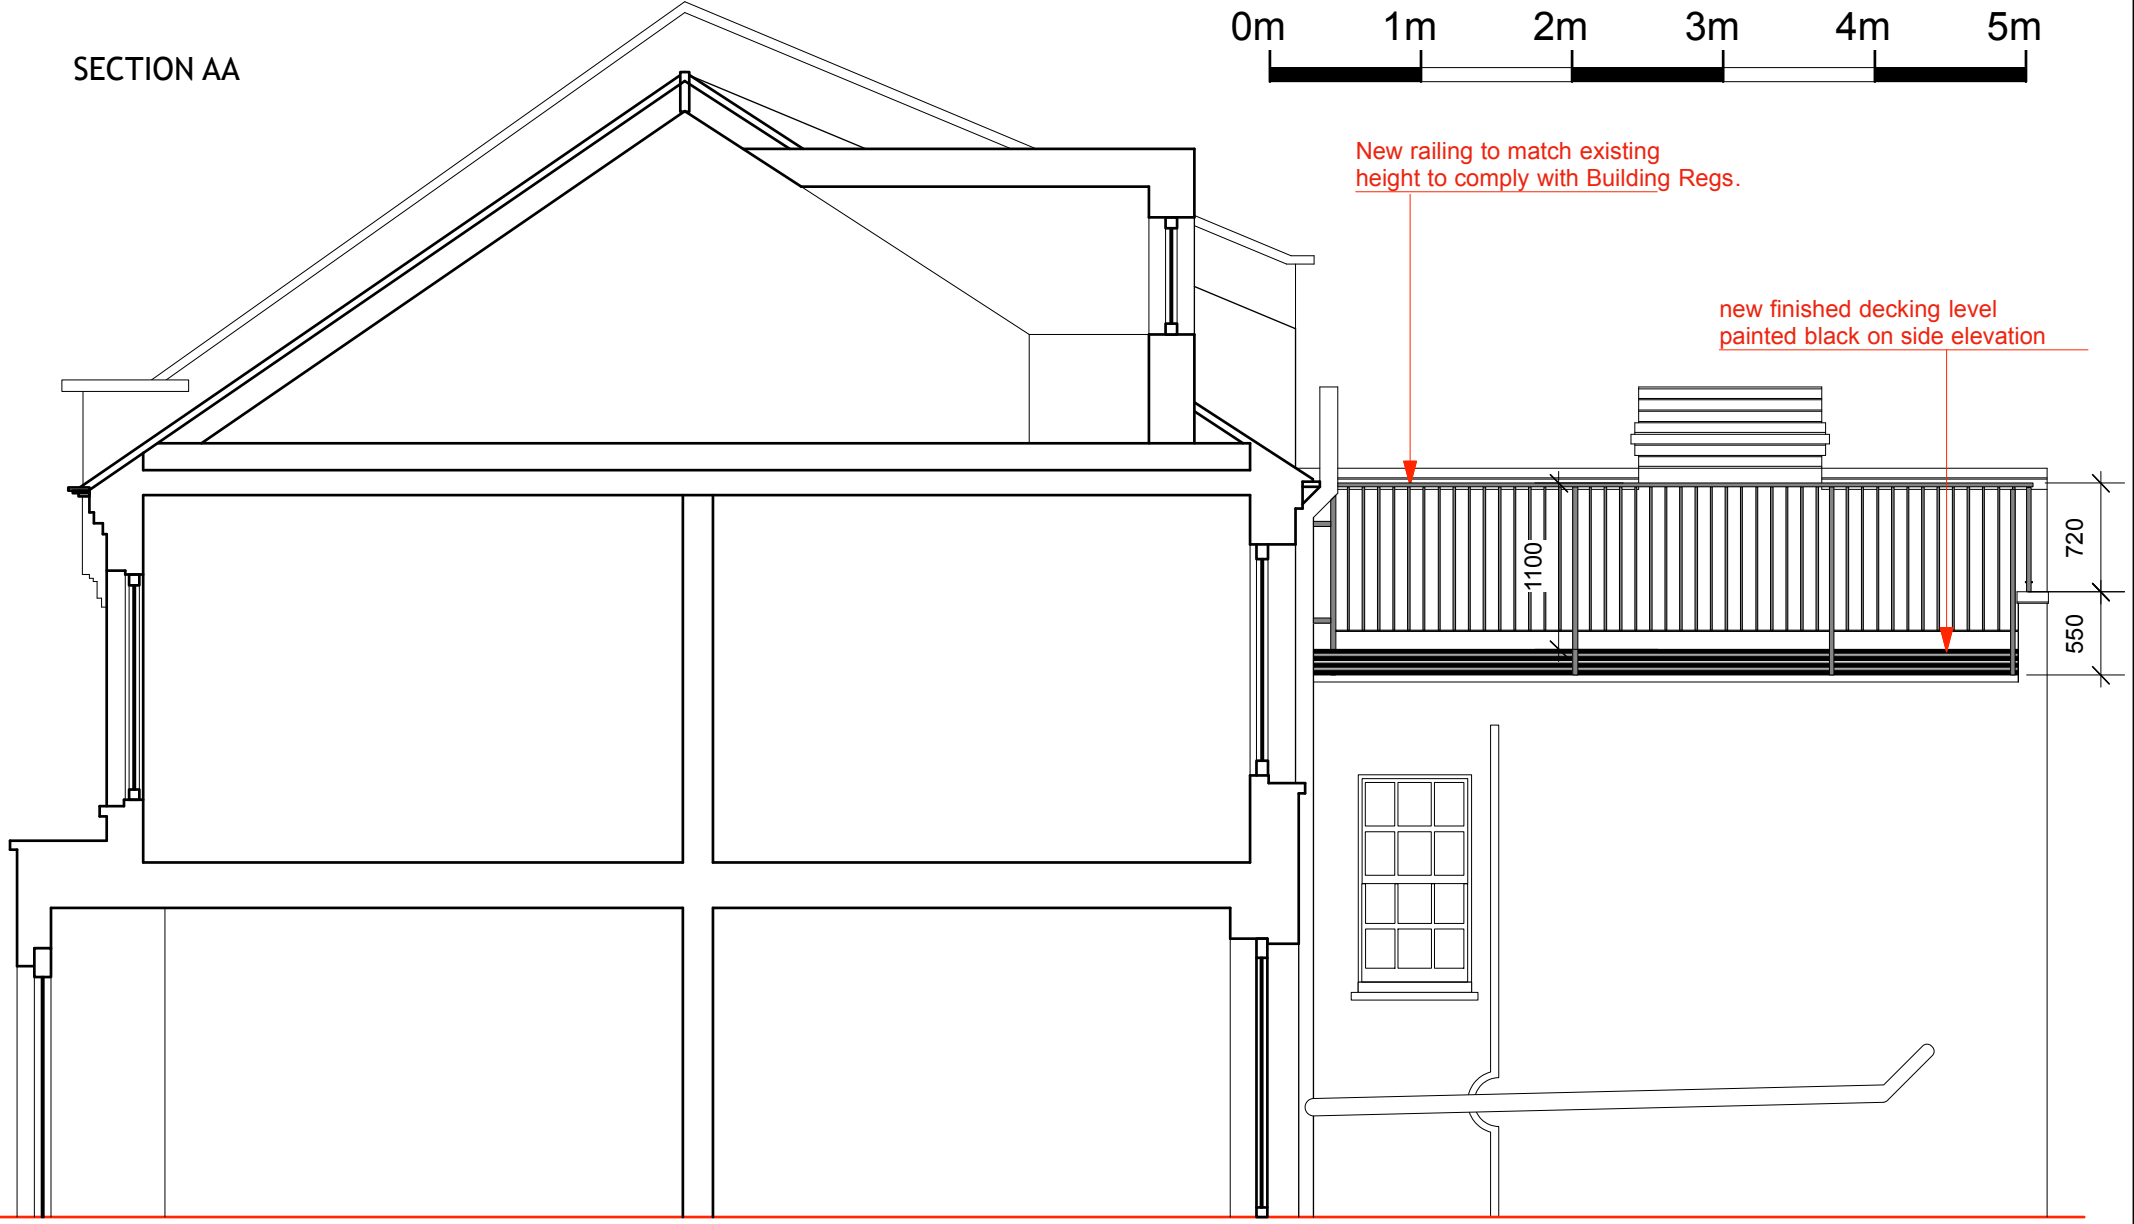 0m 1m 2m 3m 4m 5m
SECTION AA
New railing to match existing
height to comply with Building Regs.
new finished decking level
painted black on side elevation
1100
720
550